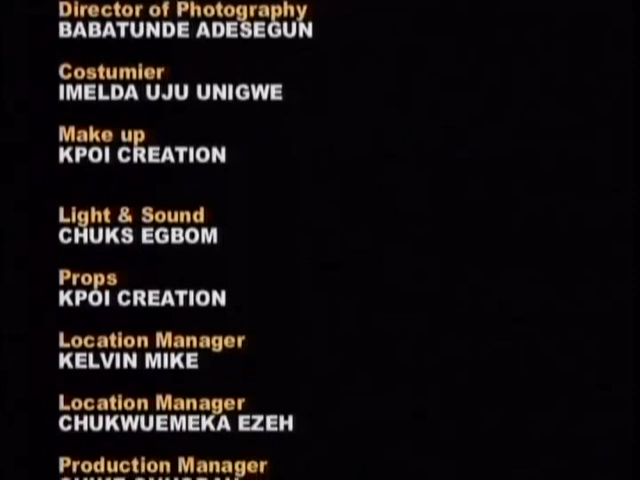 Director of Photography
BABATUNDE ADESEGUN
Costumier
IMELDA UJU UNIGWE
Make up
KPOI CREATION
Light & Sound
CHUKS EGBOM
Props
KPOI CREATION
Location Manager
KELVIN MIKE
Location Manager
CHUKWUEMEKA EZEH
Production Manager